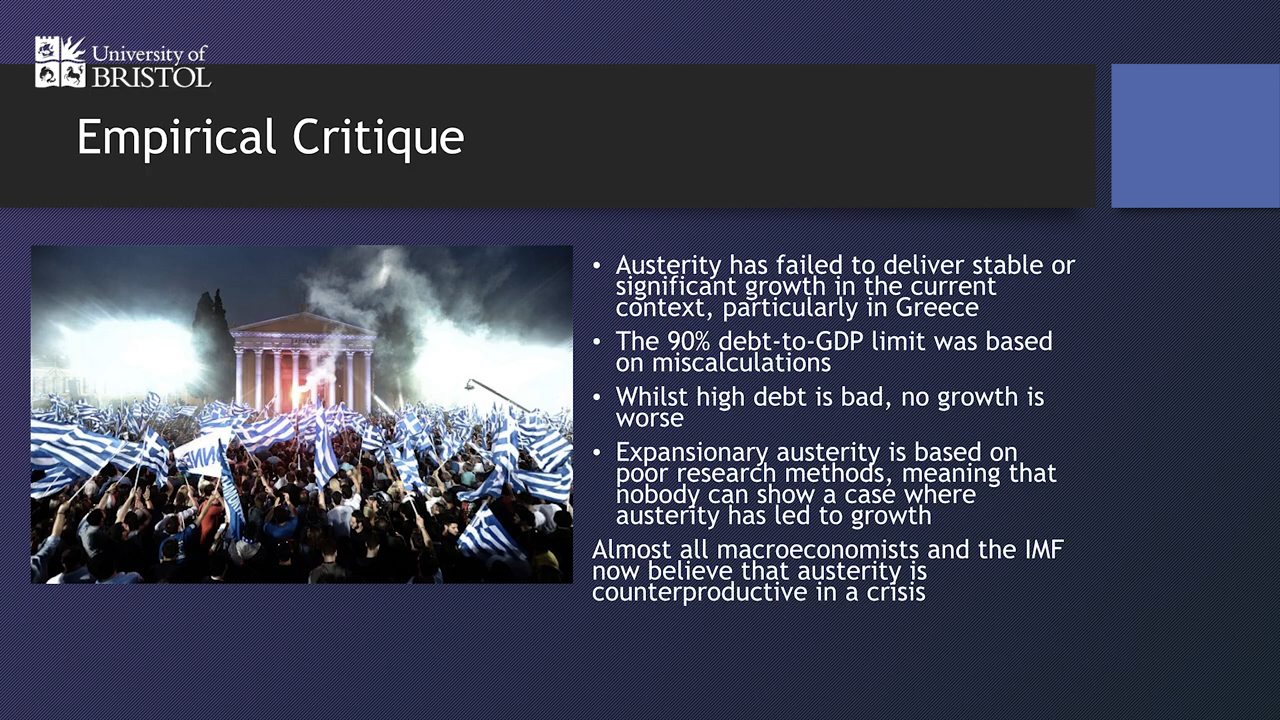 University of
BRISTOL
Empirical Critique
• Austerity has failed to deliver stable or
significant growth in the current
context, particularly in Greece
• The 90% debt-to-GDP limit was based
on miscalculations
• Whilst high debt is bad, no growth is
worse
• Expansionary austerity is based on
poor research methods, meaning that
nobody can show a case where
austerity has led to growth
Almost all macroeconomists and the IMF
now believe that austerity is
counterproductive in a crisis